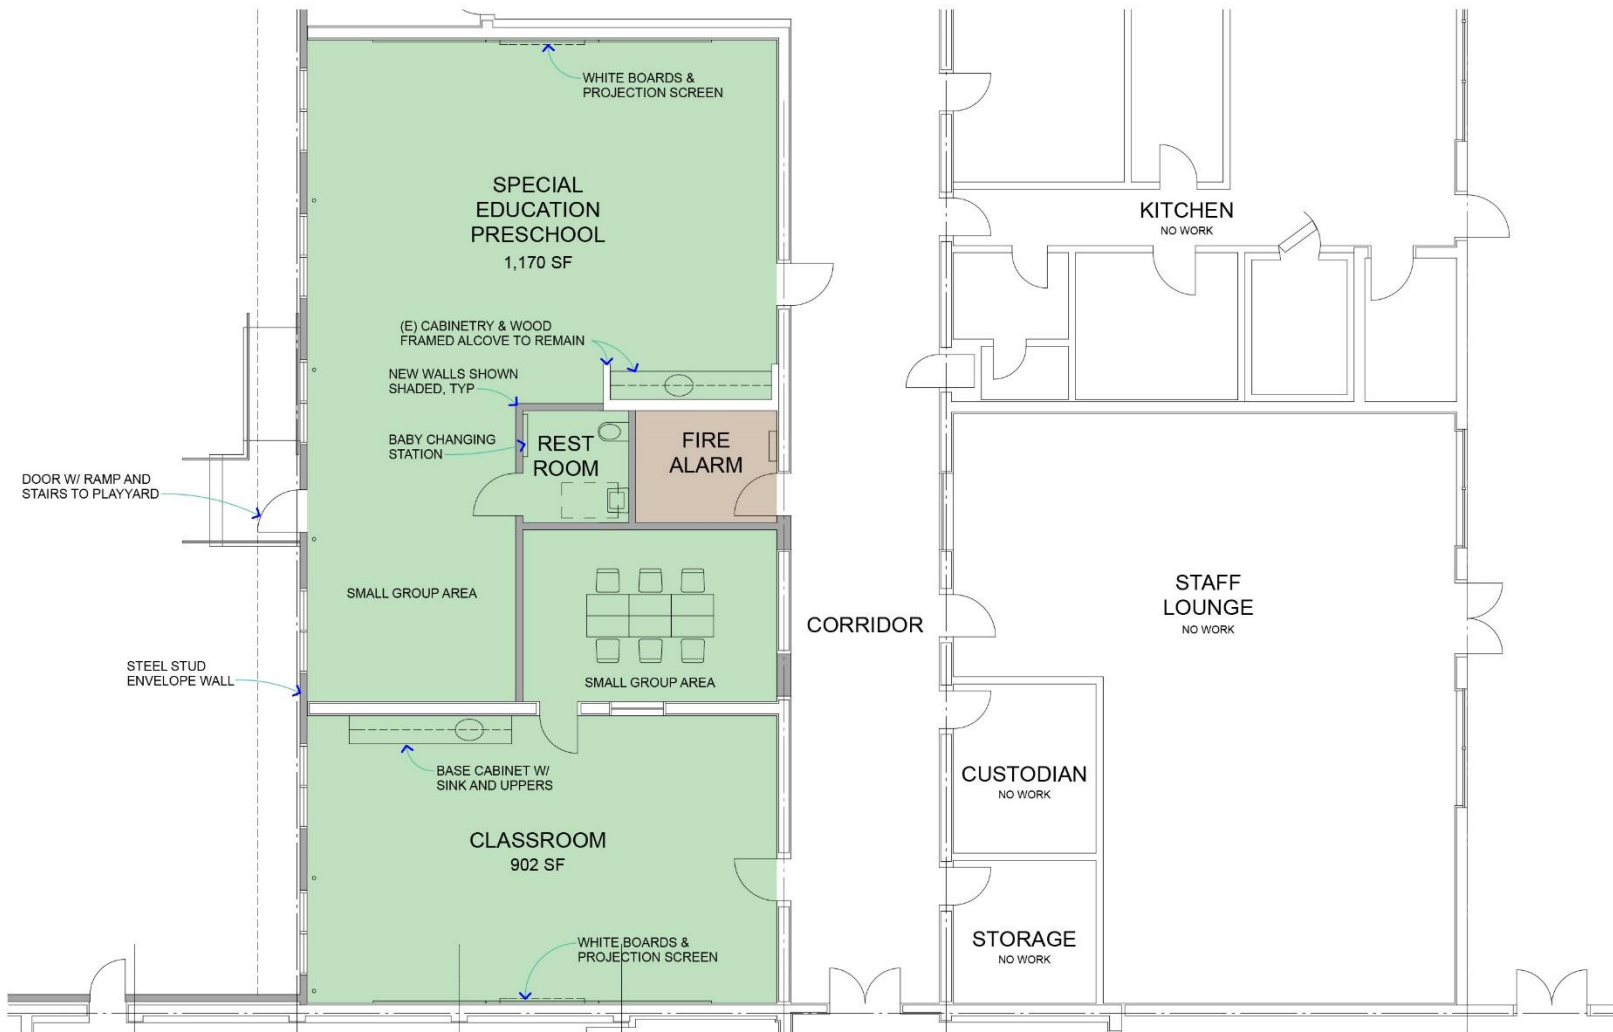 WHITE BOARDS &
PROJECTION SCREEN
SPECIAL
EDUCATION
PRESCHOOL
1,170 SF
KITCHEN
NO WORK
(E) CABINETRY & WOOD
FRAMED ALCOVE TO REMAIN
NEW WALLS SHOWN
SHADED, TYP
BABY CHANGING
STATION
REST
ROOM
FIRE
ALARM
DOOR W/ RAMP AND
STAIRS TO PLAYYARD
SMALL GROUP AREA
STAFF
LOUNGE
NO WORK
CORRIDOR
STEEL STUD
ENVELOPE WALL
SMALL GROUP AREA
BASE CABINET W/
SINK AND UPPERS
CUSTODIAN
NO WORK
CLASSROOM
902 SF
WHITE BOARDS &
PROJECTION SCREEN
STORAGE
NO WORK